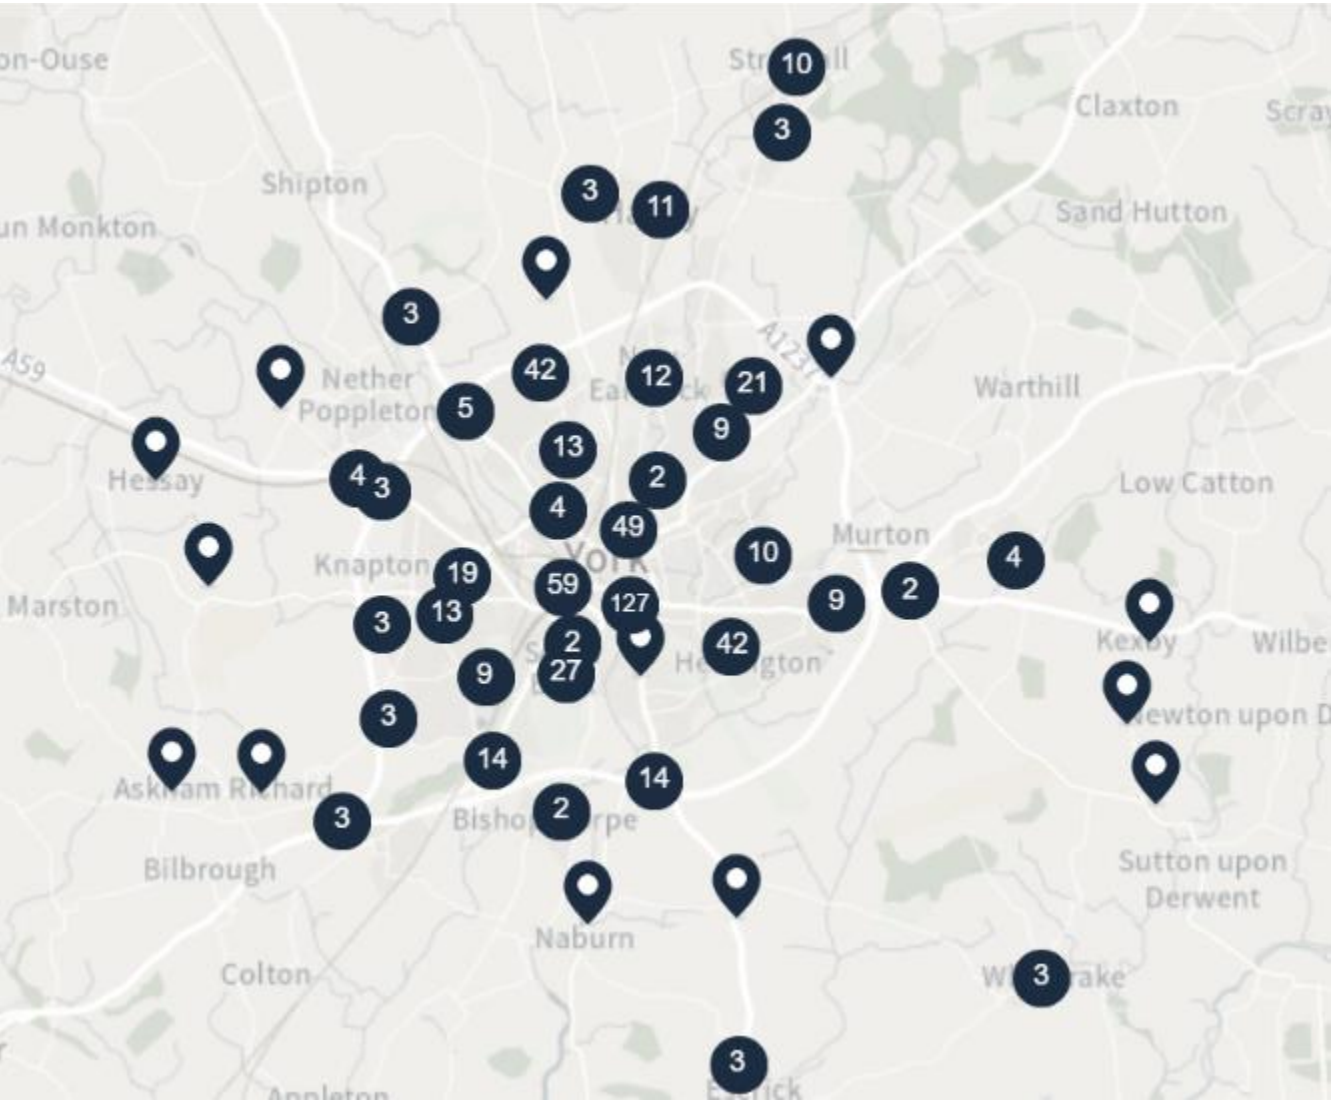 on-Ouse
10
Claxton
Scray
3
Shipton
3
11
Sand Hutton
un Monkton
3
A1237
A59
Nether
Poppleton
42
12
21
Warthill
5
9
13
Hessay
4
3
2
Low Catton
4
49
York
Murton
10
4
Knapton
19
59
127
9
2
Marston
3
13
2
42
Kexby
Wilbe
9
27
3
Newton upon D
14
14
Askham Richard
3
2
Bilbrough
Sutton upon
Derwent
Naburn
Colton
3
3
Appleton